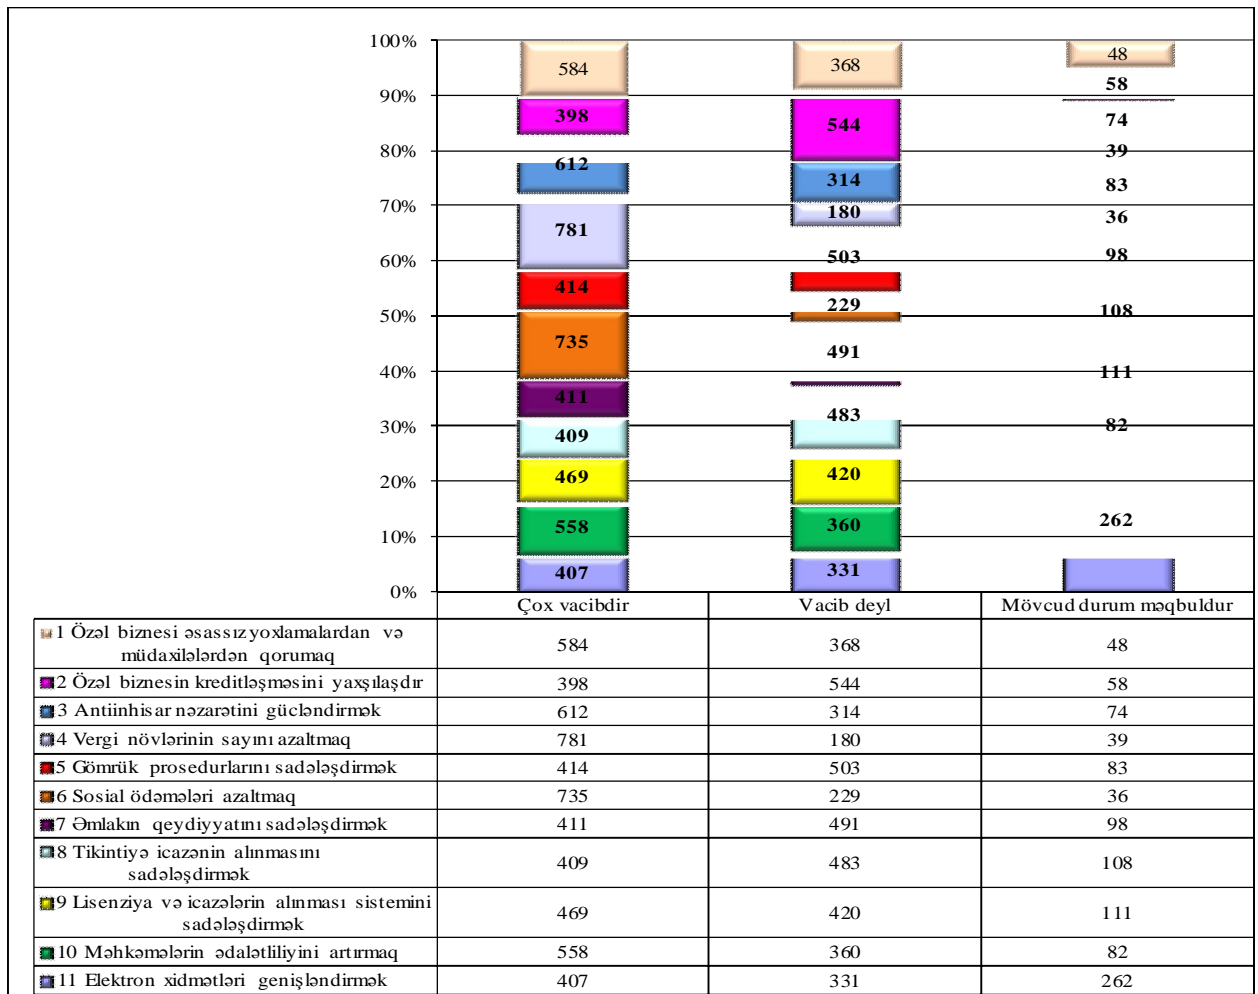 100%
90%
80%
70%
60%
50%
40%
30%
20%
10%
0%
584
398
612
781
414
735
411
409
469
558
407
368
544
314
180
503
229
491
483
420
360
331
48
58
74
39
83
36
98
108
111
82
262
Çox vacibdir Vacib deyl Mövcud durum məqbuldur
1 Özəl biznesi əsassız yoxlamalardan və
müdaxilələrdən qorumaq 584 368 48
2 Özəl biznesin kreditləşməsini yaxşılaşdır 398 544 58
3 Antiinhisar nəzarətini gücləndirmək 612 314 74
4 Vergi növlərinin sayını azaltmaq 781 180 39
5 Gömrük prosedurlarını sadələşdirmək 414 503 83
6 Sosial ödəmələri azaltmaq 735 229 36
7 Əmlakın qeydiyyatını sadələşdirmək 411 491 98
8 Tikintiyə icazənin alınmasını
sadələşdirmək 409 483 108
9 Lisenziya və icazələrin alınması sistemini
sadələşdirmək 469 420 111
10 Məhkəmələrin ədalətliliyini artırmaq 558 360 82
11 Elektron xidmətləri genişləndirmək 407 331 262